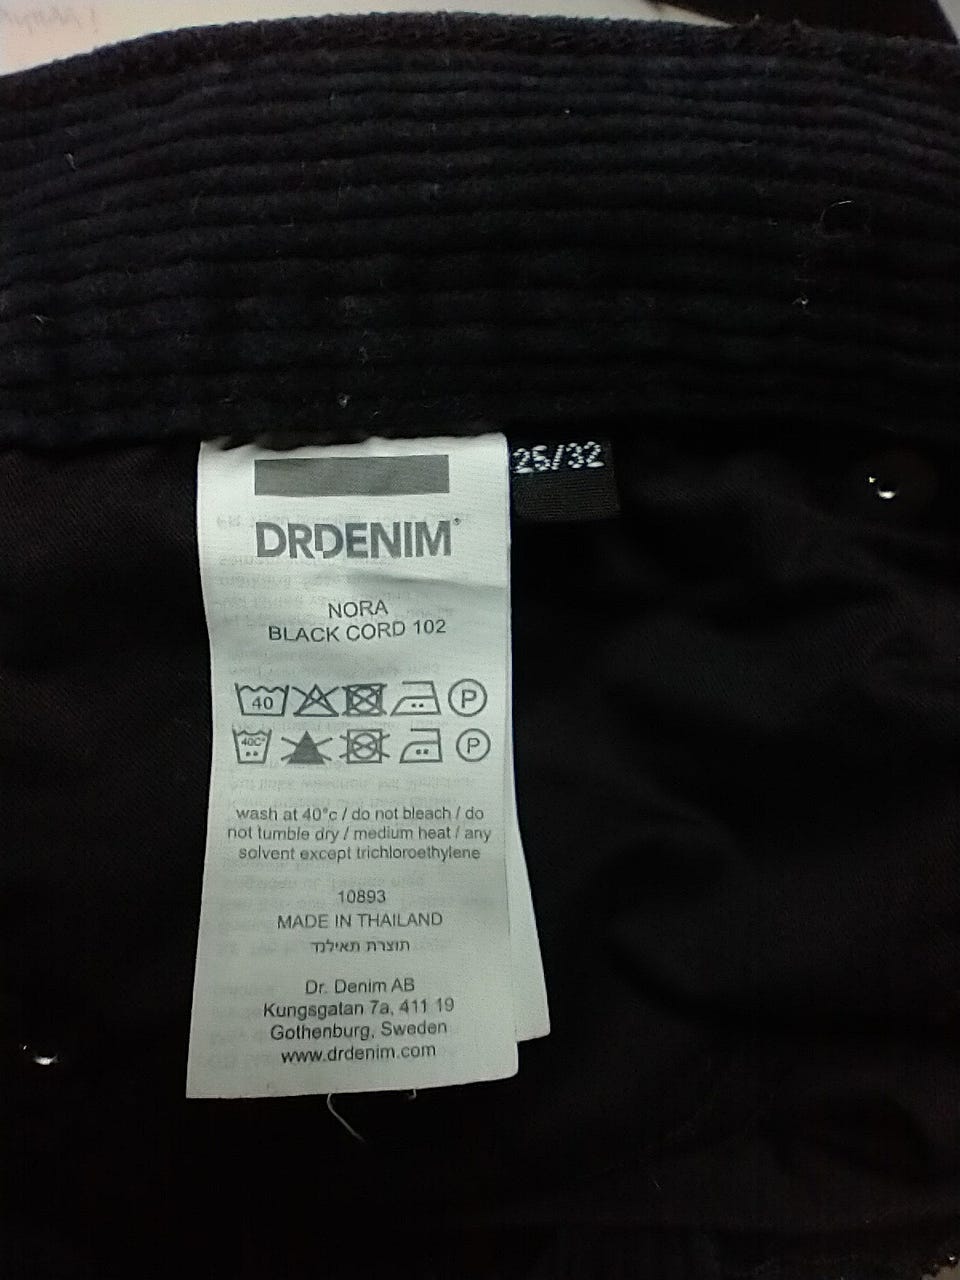 25/32
DRDENIM®
NORA
BLACK CORD 102
40 P
40C° P
wash at 40°c / do not bleach / do
not tumble dry / medium heat / any
solvent except trichloroethylene
10893
MADE IN THAILAND
תוצרת תאילנד
Dr. Denim AB
Kungsgatan 7a, 411 19
Gothenburg, Sweden
www.drdenim.com